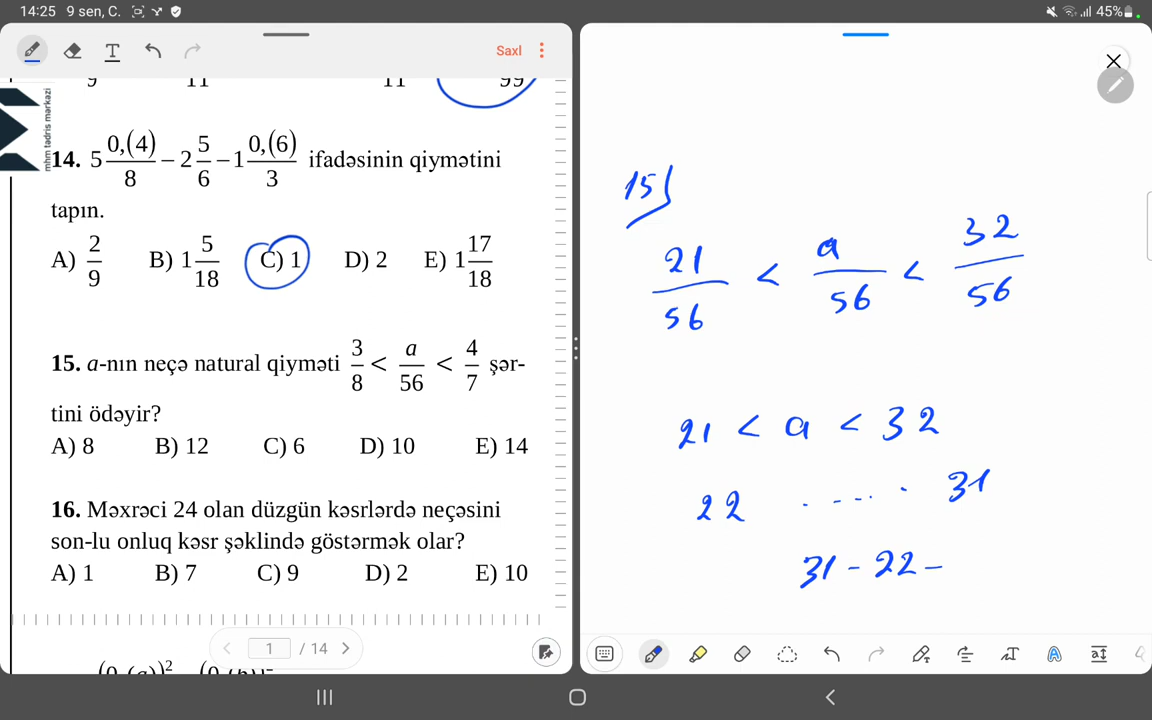 14:25 9 sen, C. 45%
Saxl
9 11 11 99
mhm tədris mərkəzi
14. 5 0,(4)/8 − 2 5/6 − 1 0,(6)/3 ifadəsinin qiymətini
tapın.
A) 2/9 B) 1 5/18 C) 1 D) 2 E) 1 17/18
15. a-nın neçə natural qiyməti 3/8 < a/56 < 4/7 şər-
tini ödəyir?
A) 8 B) 12 C) 6 D) 10 E) 14
16. Məxrəci 24 olan düzgün kəsrlərdə neçəsini
son-lu onluq kəsr şəklində göstərmək olar?
A) 1 B) 7 C) 9 D) 2 E) 10
1 / 14
15)
21/56 < a/56 < 32/56
21 < a < 32
22 ..... 31
31 - 22 -